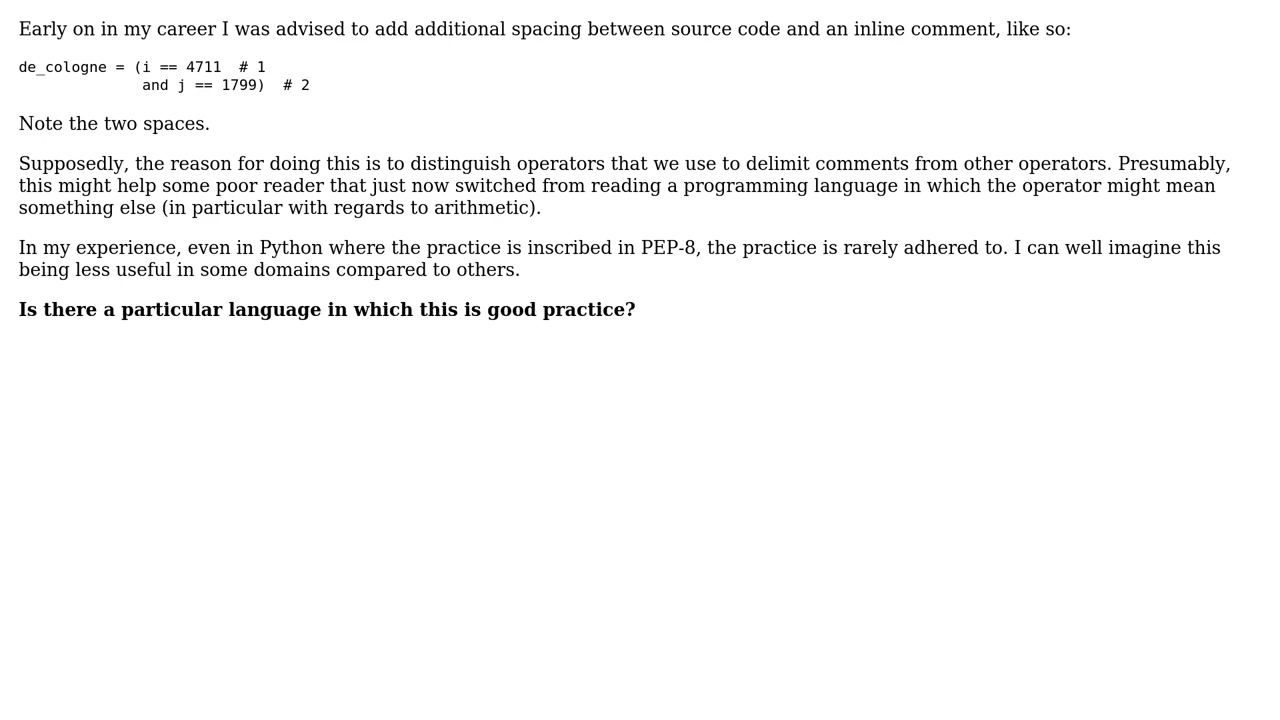 Early on in my career I was advised to add additional spacing between source code and an inline comment, like so:
de_cologne = (i == 4711  # 1
              and j == 1799)  # 2
Note the two spaces.
Supposedly, the reason for doing this is to distinguish operators that we use to delimit comments from other operators. Presumably,
this might help some poor reader that just now switched from reading a programming language in which the operator might mean
something else (in particular with regards to arithmetic).
In my experience, even in Python where the practice is inscribed in PEP-8, the practice is rarely adhered to. I can well imagine this
being less useful in some domains compared to others.
Is there a particular language in which this is good practice?